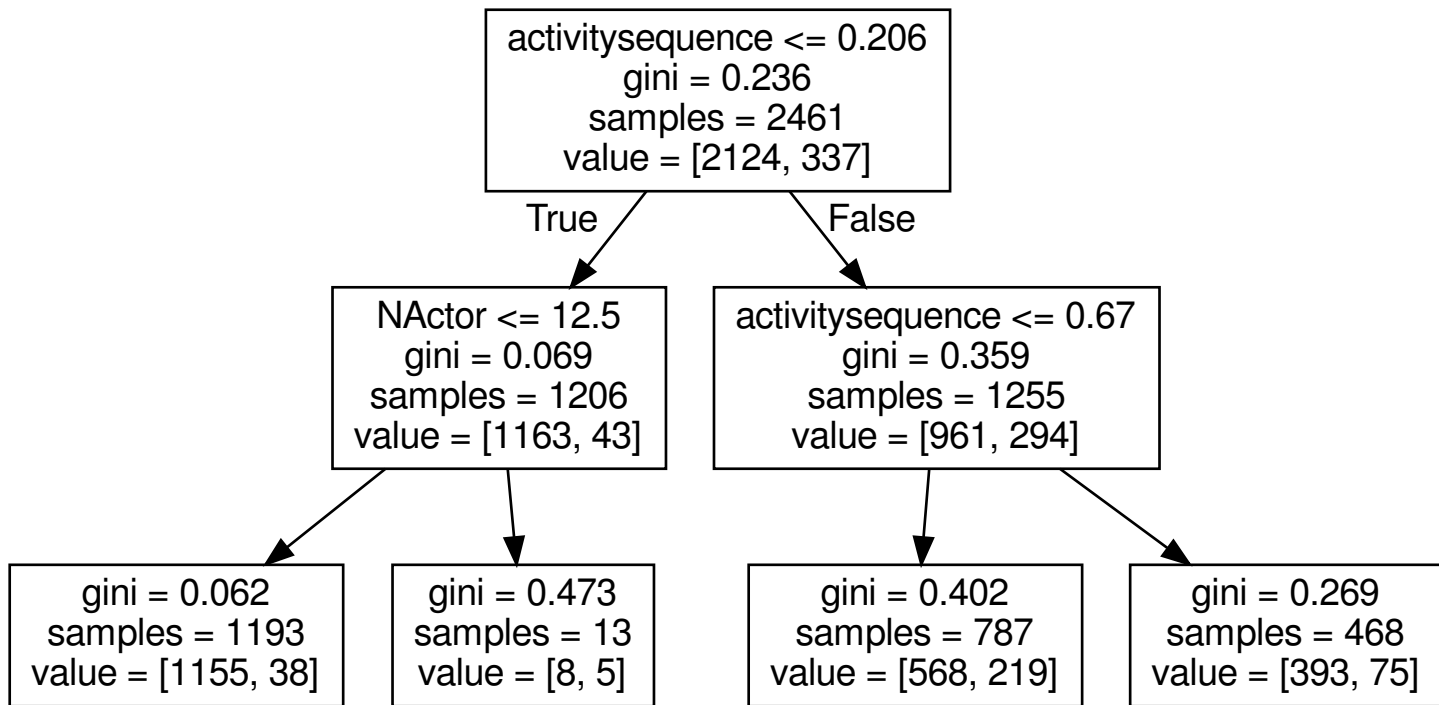 activitysequence <= 0.206
gini = 0.236
samples = 2461
value = [2124, 337]
True
False
NActor <= 12.5
gini = 0.069
samples = 1206
value = [1163, 43]
activitysequence <= 0.67
gini = 0.359
samples = 1255
value = [961, 294]
gini = 0.062
samples = 1193
value = [1155, 38]
gini = 0.473
samples = 13
value = [8, 5]
gini = 0.402
samples = 787
value = [568, 219]
gini = 0.269
samples = 468
value = [393, 75]